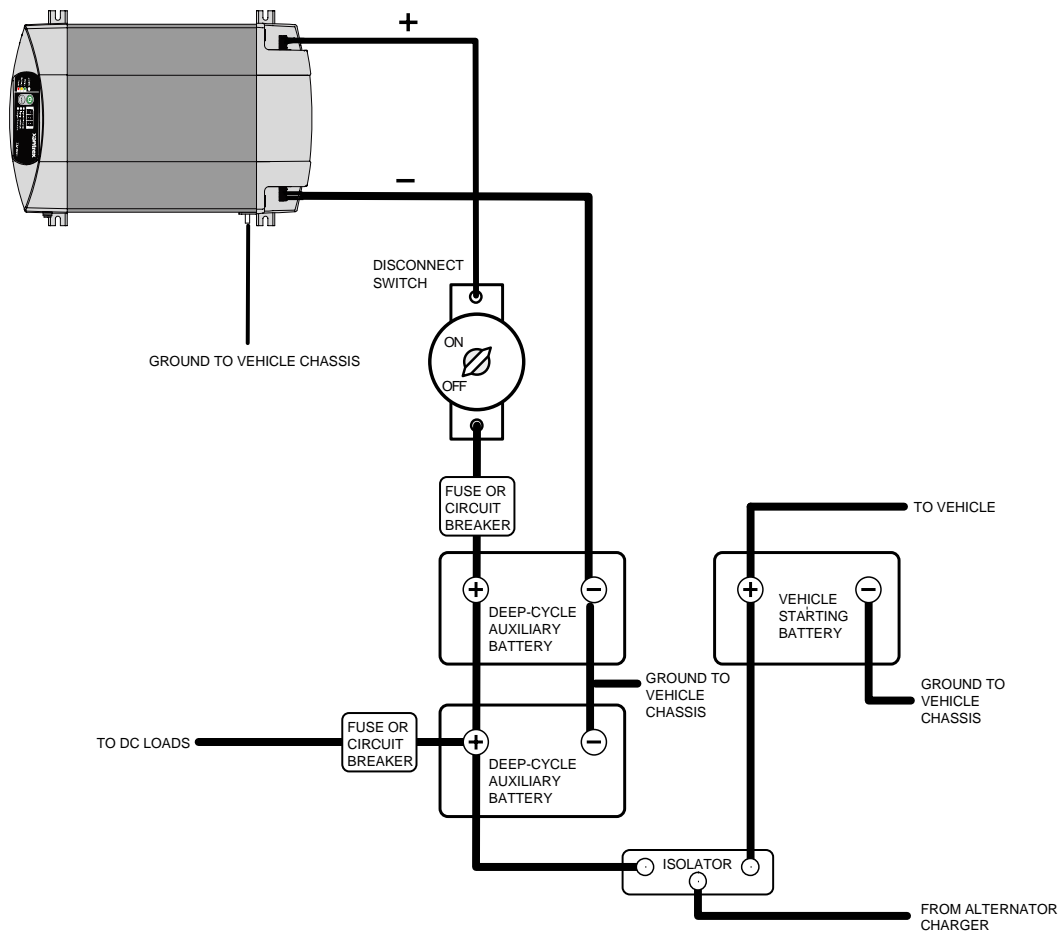 +
xantrex
−
DISCONNECT
SWITCH
ON
OFF
GROUND TO VEHICLE CHASSIS
FUSE OR
CIRCUIT
BREAKER
TO VEHICLE
+
−
DEEP-CYCLE
AUXILIARY
BATTERY
+
−
VEHICLE
STARTING
BATTERY
GROUND TO
VEHICLE
CHASSIS
GROUND TO
VEHICLE
CHASSIS
TO DC LOADS
FUSE OR
CIRCUIT
BREAKER
+
−
DEEP-CYCLE
AUXILIARY
BATTERY
ISOLATOR
FROM ALTERNATOR
CHARGER